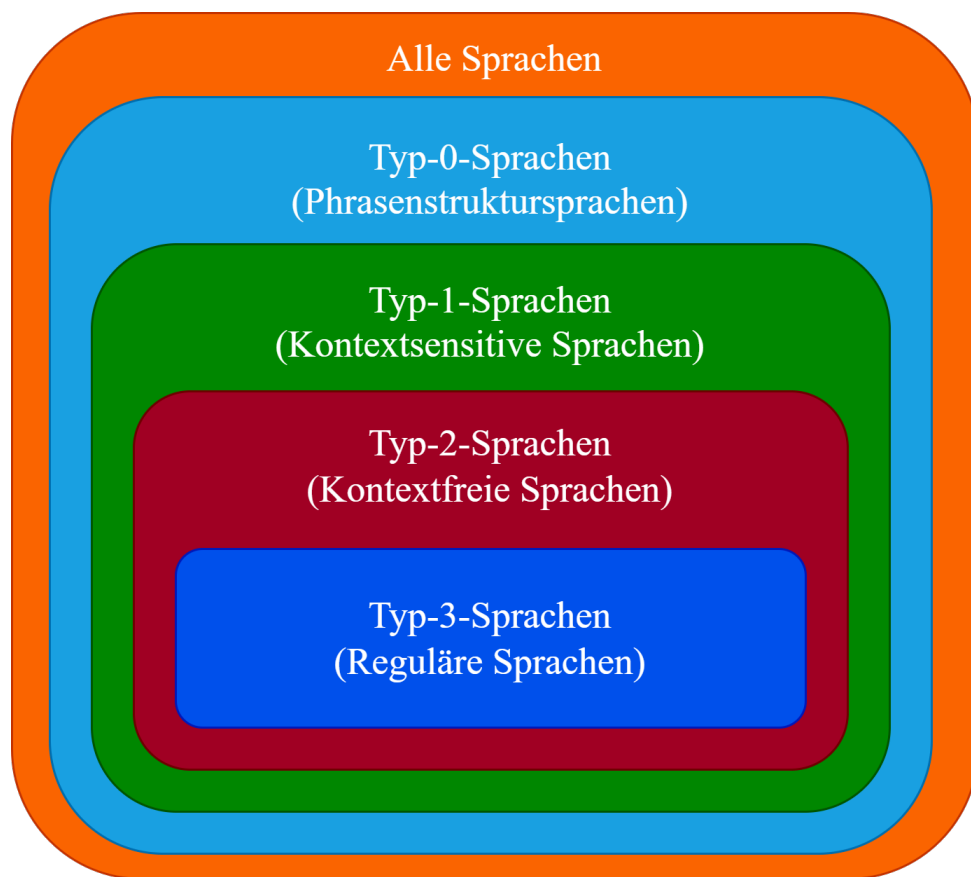 Alle Sprachen
Typ-0-Sprachen
(Phrasenstruktursprachen)
Typ-1-Sprachen
(Kontextsensitive Sprachen)
Typ-2-Sprachen
(Kontextfreie Sprachen)
Typ-3-Sprachen
(Reguläre Sprachen)